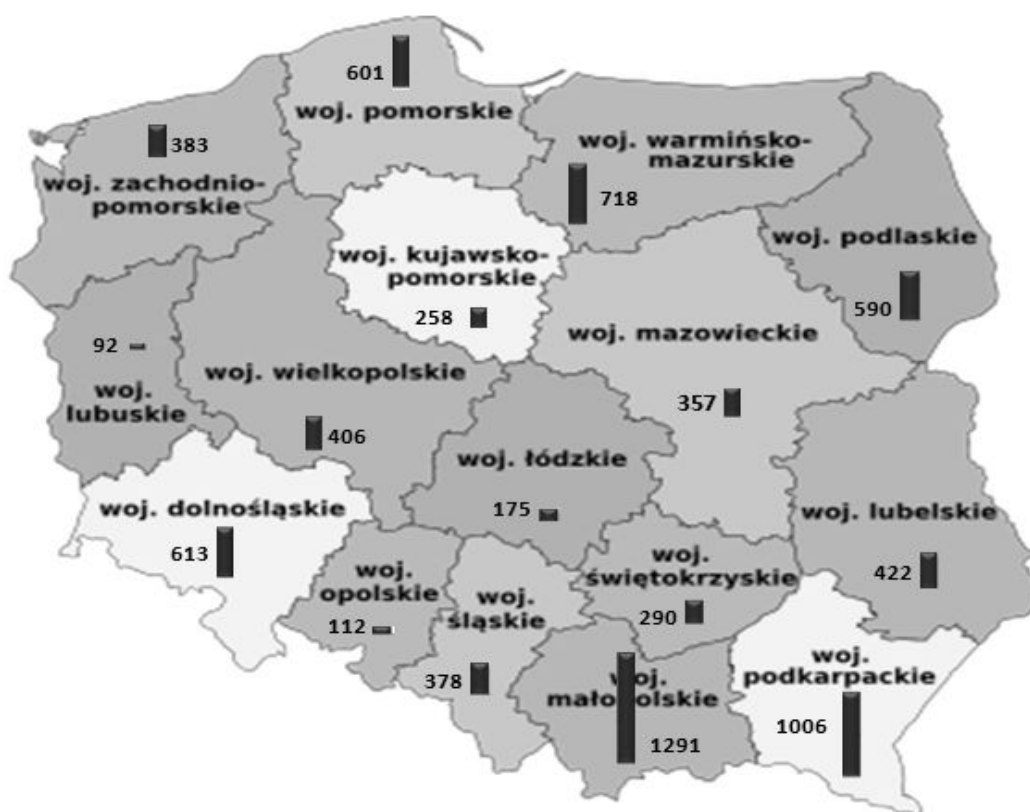 601
woj. pomorskie
383
woj. zachodnio-
pomorskie
woj. warmińsko-
mazurskie
718
woj. podlaskie
590
woj. kujawsko-
pomorskie
258
woj. mazowieckie
357
92
woj.
lubuskie
woj. wielkopolskie
406
woj. łódzkie
175
woj. dolnośląskie
613
woj. lubelskie
422
woj.
opolskie
112
woj.
śląskie
378
woj.
świętokrzyskie
290
woj.
małopolskie
1291
woj.
podkarpackie
1006